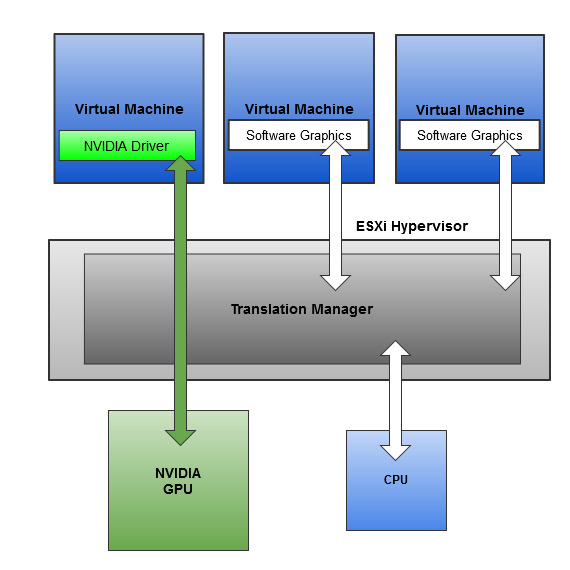 Virtual Machine
Virtual Machine
Virtual Machine
NVIDIA Driver
Software Graphics
Software Graphics
ESXi Hypervisor
Translation Manager
NVIDIA
GPU
CPU